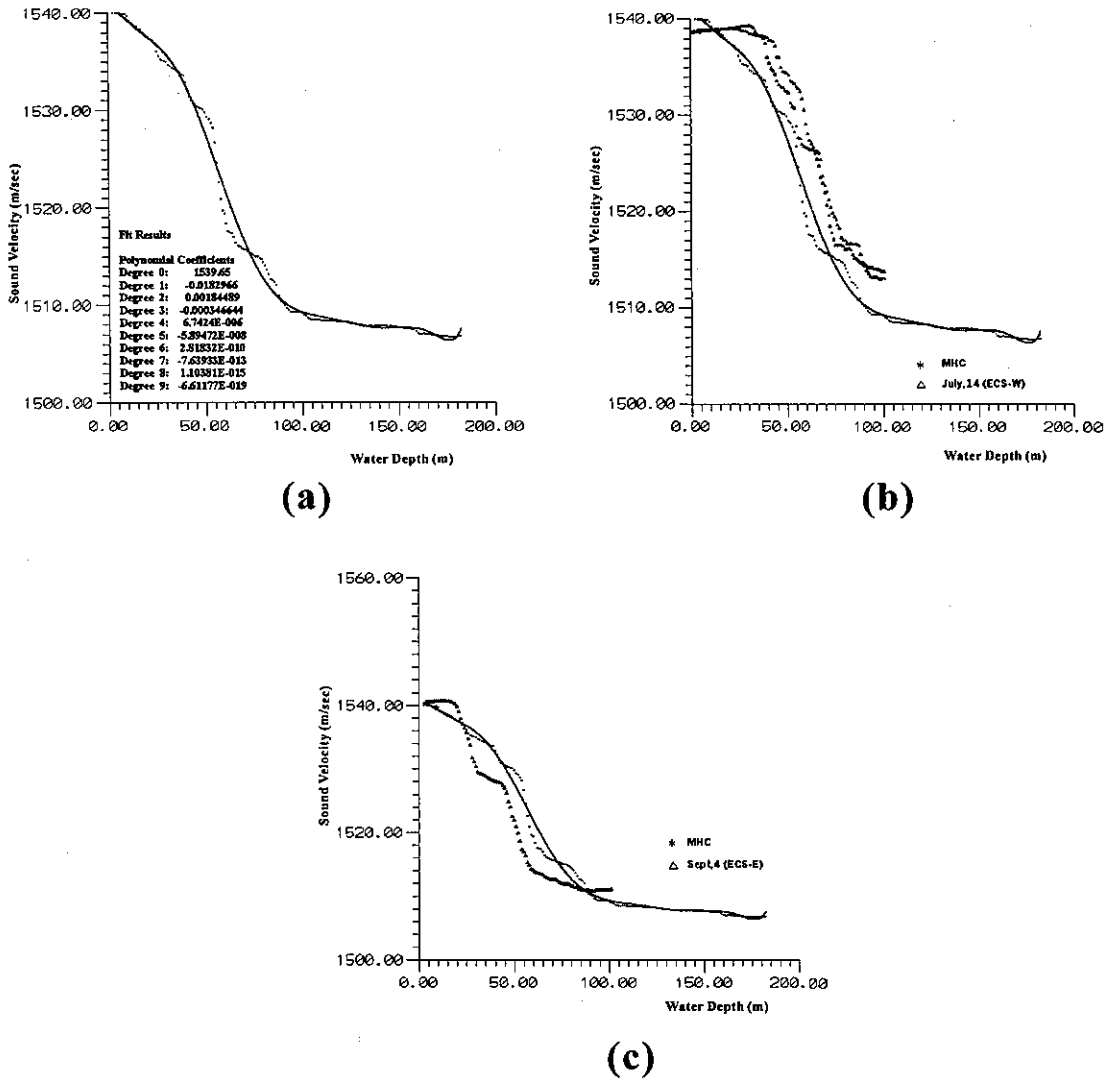 1540.00
1530.00
1520.00
1510.00
1500.00
Sound Velocity (m/sec)
Fit Results
Polynomial Coefficients
Degree 0: 1539.65
Degree 1: -0.0182966
Degree 2: 0.00184489
Degree 3: -0.000346644
Degree 4: 6.7424E-006
Degree 5: -5.89472E-008
Degree 6: 2.81832E-010
Degree 7: -7.63933E-013
Degree 8: 1.10381E-015
Degree 9: -6.61177E-019
0.00 50.00 100.00 150.00 200.00
Water Depth (m)
(a)
1540.00
1530.00
1520.00
1510.00
1500.00
Sound Velocity (m/sec)
MHC
July,14 (ECS-W)
0.00 50.00 100.00 150.00 200.00
Water Depth (m)
(b)
1560.00
1540.00
1520.00
1500.00
Sound Velocity (m/sec)
MHC
Sept,4 (ECS-E)
0.00 50.00 100.00 150.00 200.00
Water Depth (m)
(c)